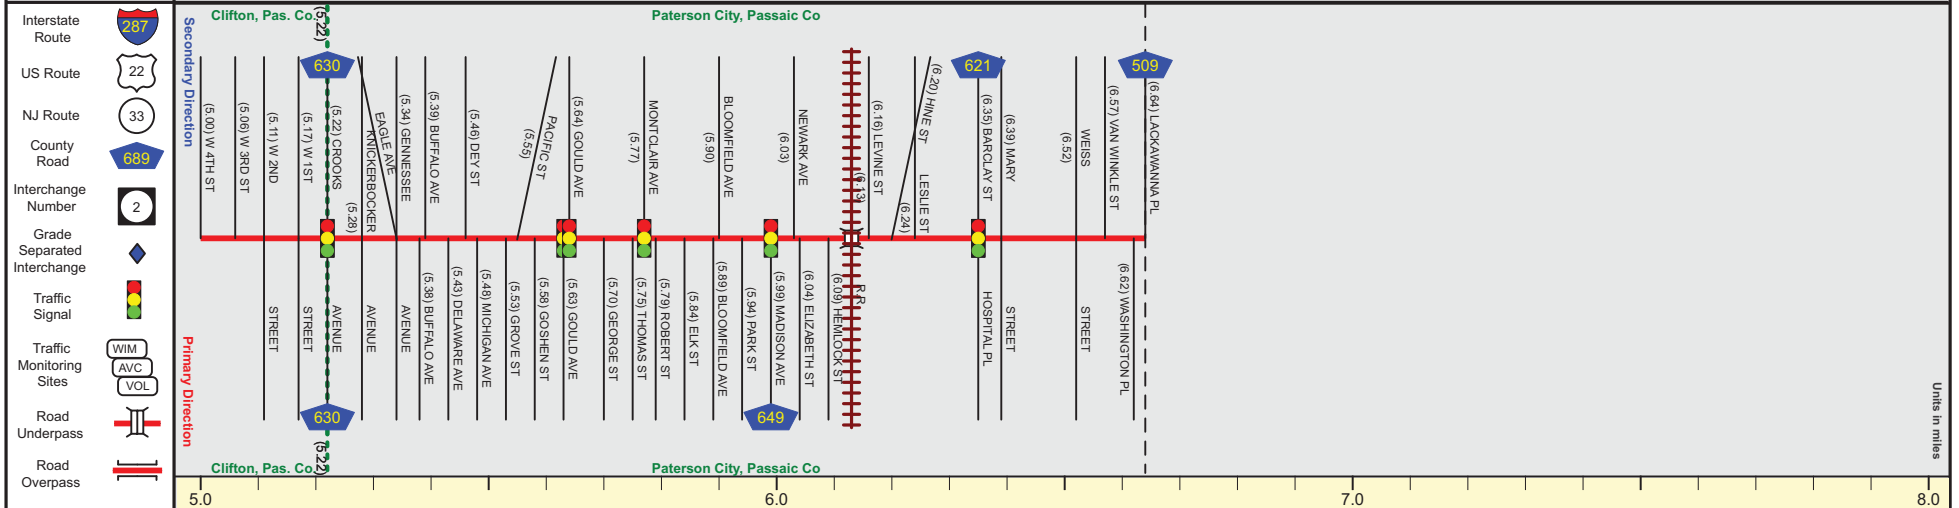 Interstate
Route
287
US Route
22
NJ Route
33
County
Road
689
Interchange
Number
2
Grade
Separated
Interchange
Traffic
Signal
Traffic
Monitoring
Sites
WIM
AVC
VOL
Road
Underpass
Road
Overpass
Secondary Direction
Primary Direction
Clifton, Pas. Co.
(5.22)
Paterson City, Passaic Co
630
621
509
(5.00) W 4TH ST
(5.06) W 3RD ST
(5.11) W 2ND
(5.17) W 1ST
(5.22) CROOKS
(5.28)
KNICKERBOCKER
EAGLE AVE
(5.34) GENNESSEE
(5.39) BUFFALO AVE
(5.46) DEY ST
(5.55)
PACIFIC ST
(5.64) GOULD AVE
(5.77)
MONTCLAIR AVE
(5.90)
BLOOMFIELD AVE
(6.03)
NEWARK AVE
(6.13)
(6.16) LEVINE ST
(6.20) HINE ST
(6.24)
LESLIE ST
(6.35) BARCLAY ST
(6.39) MARY
(6.52)
WEISS
(6.57) VAN WINKLE ST
(6.64) LACKAWANNA PL
STREET
STREET
AVENUE
AVENUE
AVENUE
(5.38) BUFFALO AVE
(5.43) DELAWARE AVE
(5.48) MICHIGAN AVE
(5.53) GROVE ST
(5.58) GOSHEN ST
(5.63) GOULD AVE
(5.70) GEORGE ST
(5.75) THOMAS ST
(5.79) ROBERT ST
(5.84) ELK ST
(5.89) BLOOMFIELD AVE
(5.94) PARK ST
(5.99) MADISON AVE
(6.04) ELIZABETH ST
(6.09) HEMLOCK ST
R R
HOSPITAL PL
STREET
STREET
(6.62) WASHINGTON PL
630
649
Clifton, Pas. Co.
(5.22)
Paterson City, Passaic Co
Units in miles
5.0
6.0
7.0
8.0